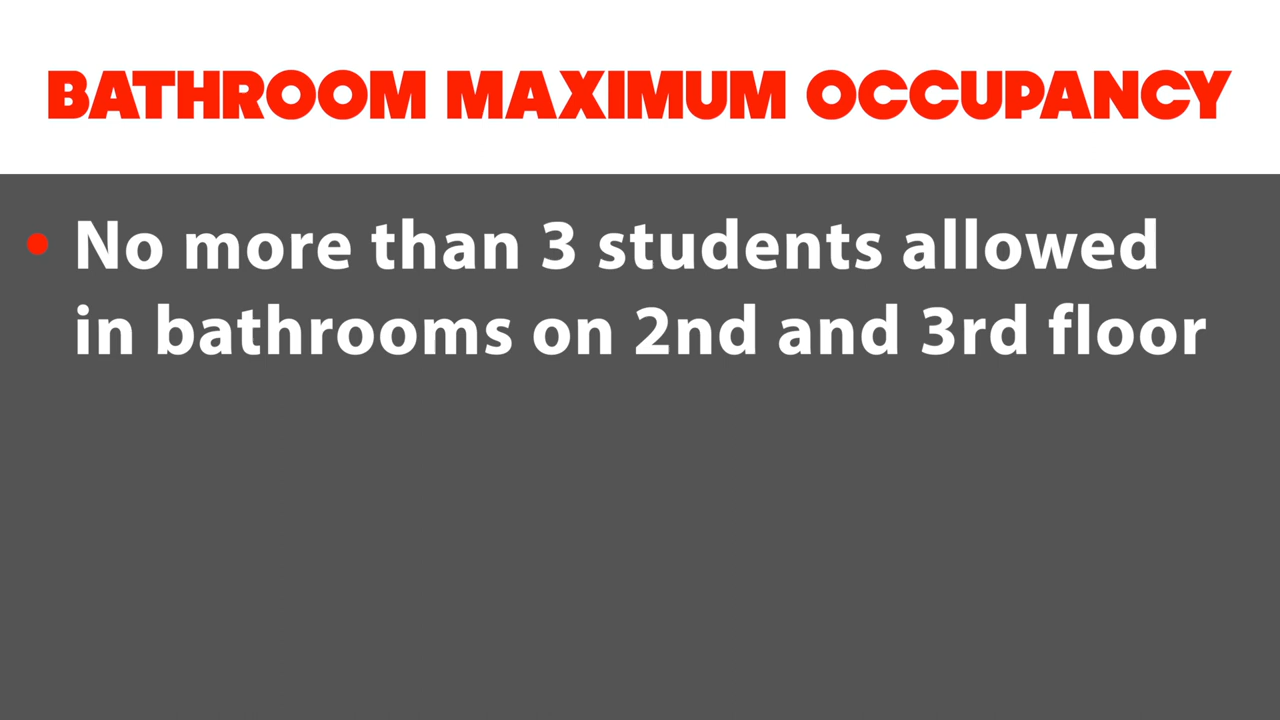 BATHROOM MAXIMUM OCCUPANCY
• No more than 3 students allowed
in bathrooms on 2nd and 3rd floor